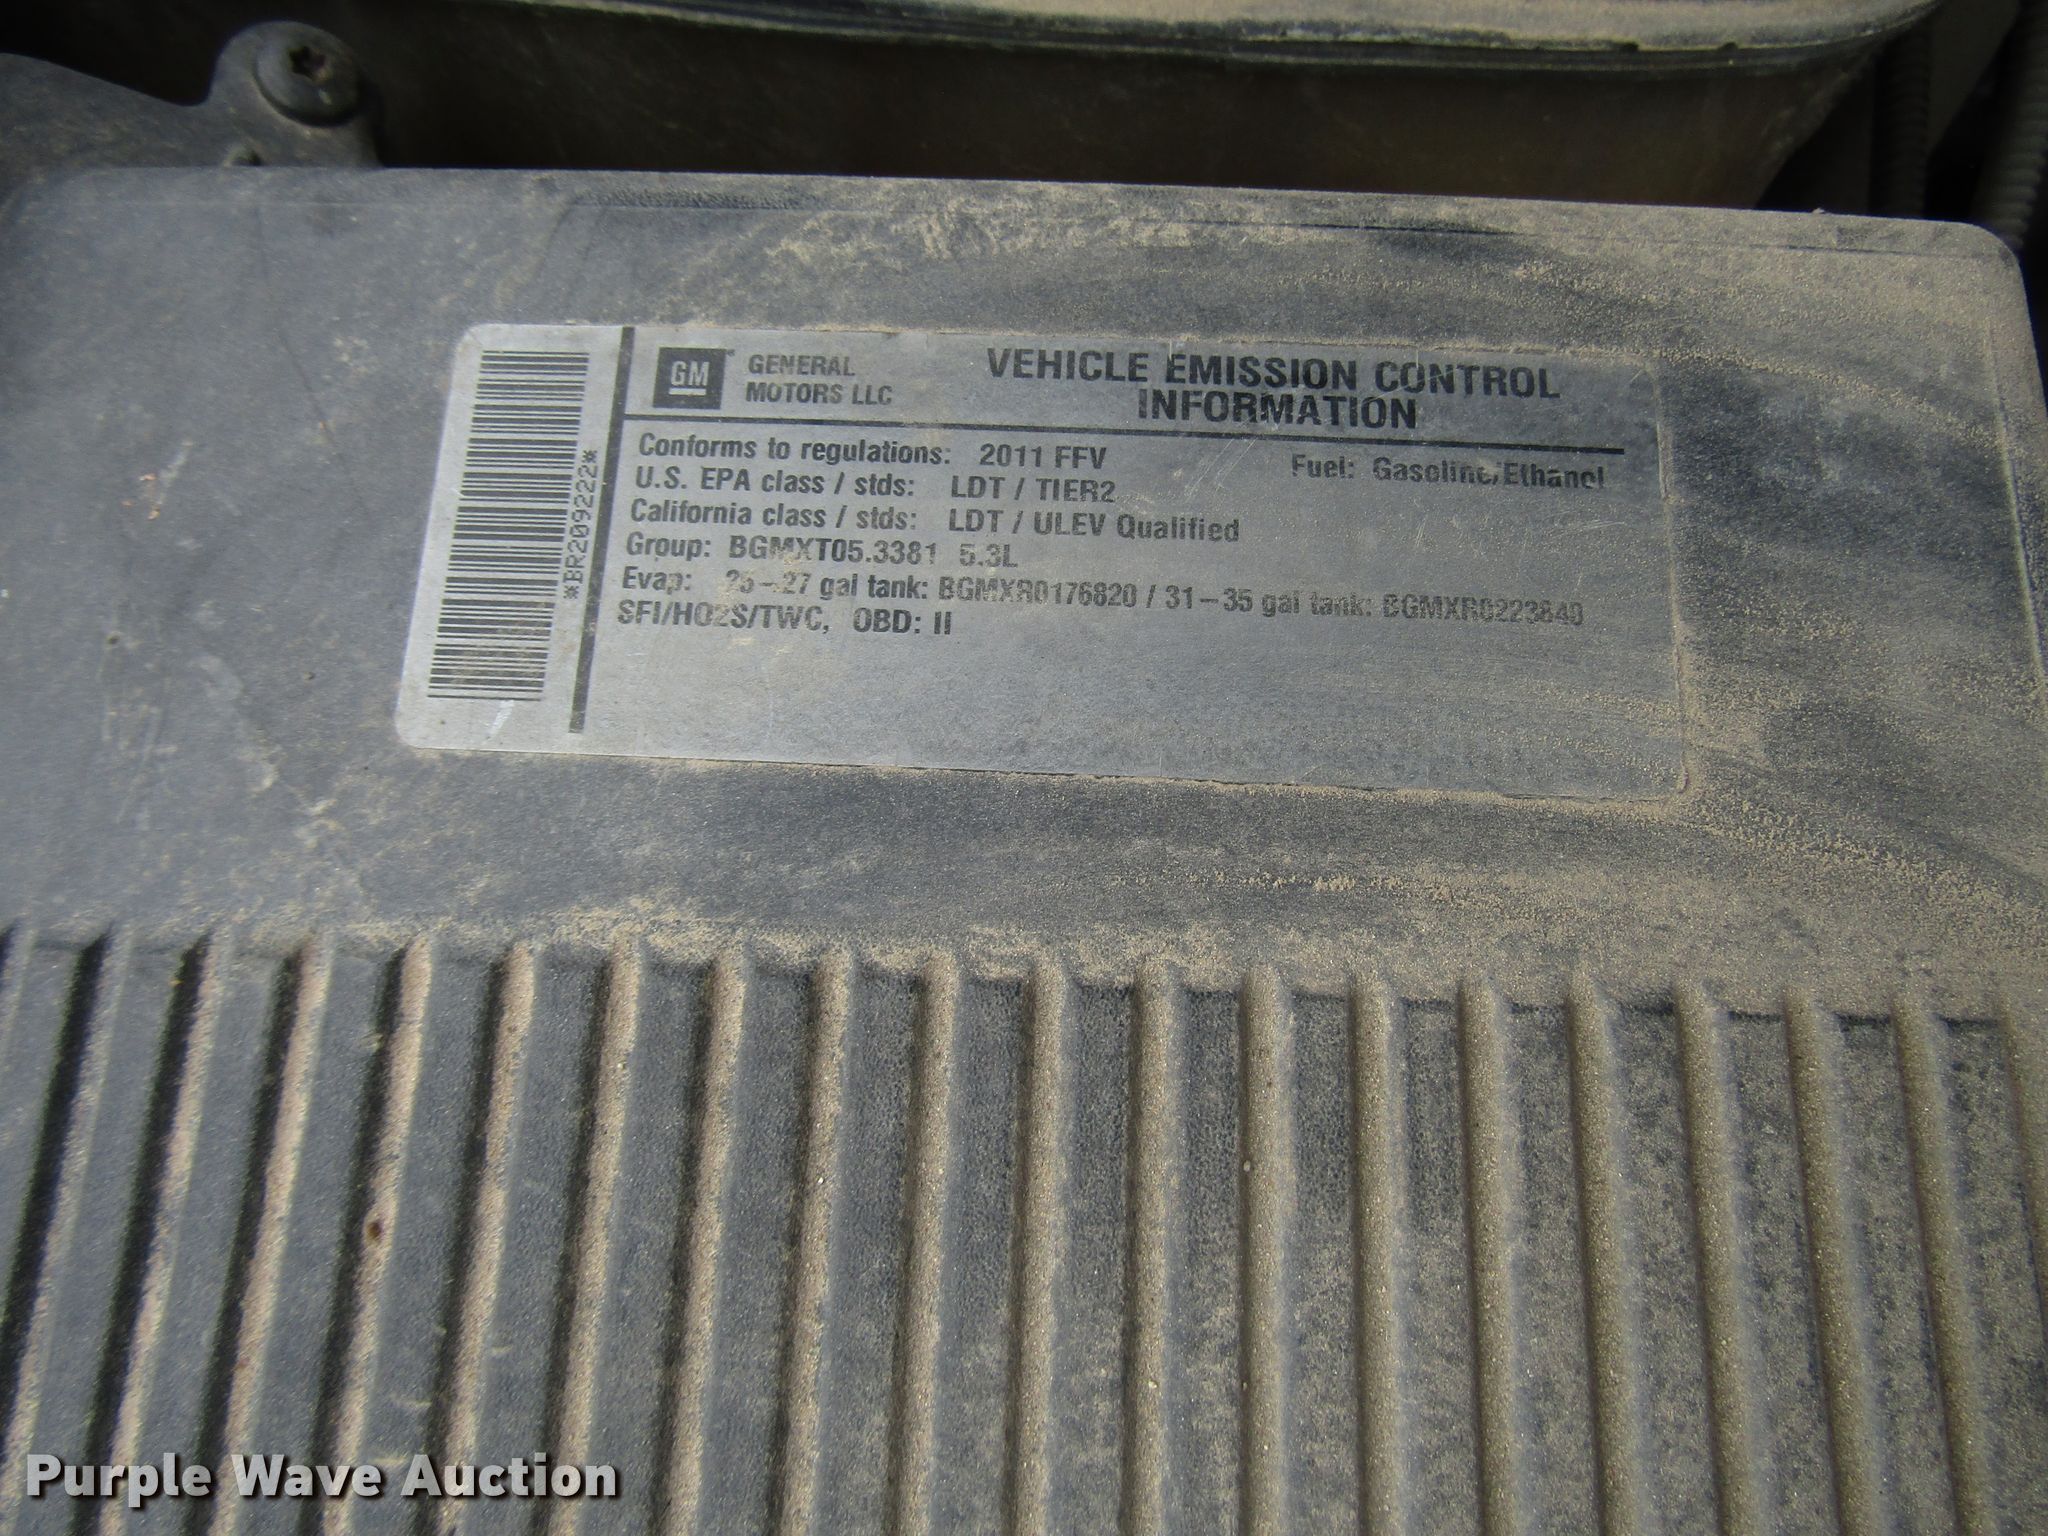 GM
GENERAL
MOTORS LLC
VEHICLE EMISSION CONTROL
INFORMATION
*BR209222*
Conforms to regulations: 2011 FFV Fuel: Gasoline/Ethanol
U.S. EPA class / stds: LDT / TIER2
California class / stds: LDT / ULEV Qualified
Group: BGMXT05.3381 5.3L
Evap: 25-27 gal tank: BGMXR0176820 / 31-35 gal tank: BGMXR0223840
SFI/HO2S/TWC, OBD: II
Purple Wave Auction